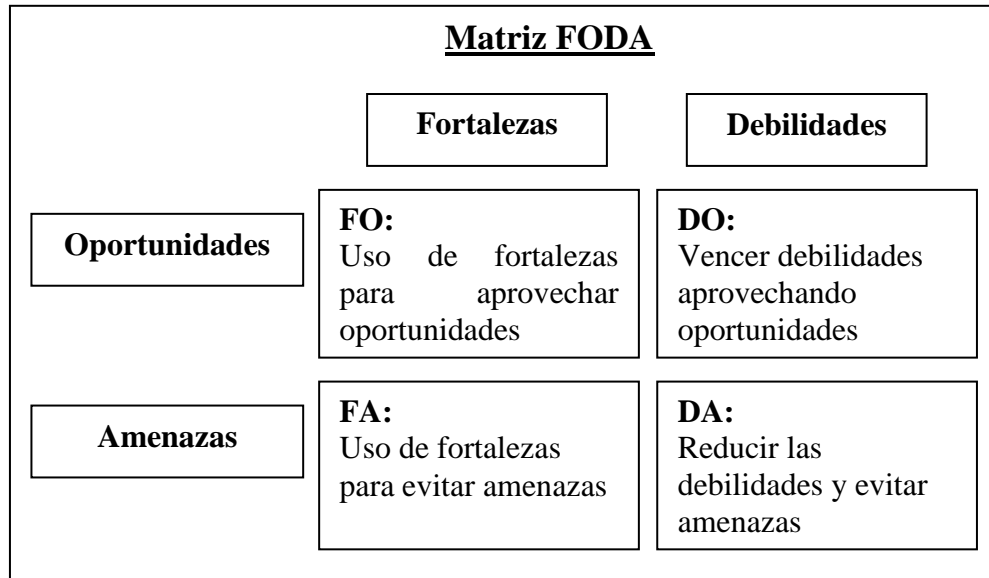 Matriz FODA
Fortalezas
Debilidades
Oportunidades
FO:
Uso de fortalezas
para aprovechar
oportunidades
DO:
Vencer debilidades
aprovechando
oportunidades
Amenazas
FA:
Uso de fortalezas
para evitar amenazas
DA:
Reducir las
debilidades y evitar
amenazas